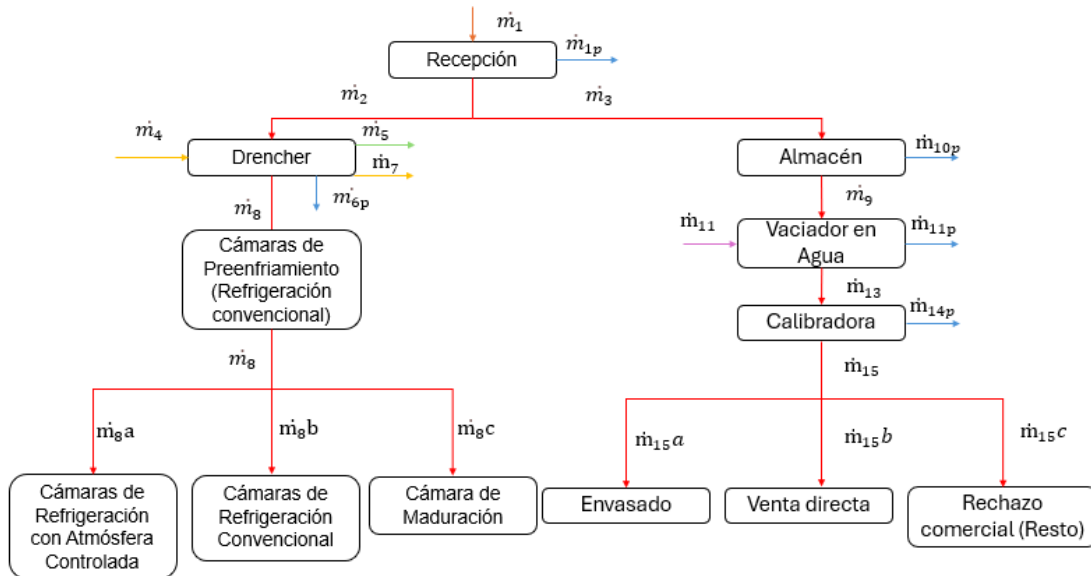 ṁ₁
Recepción
ṁ₁ₚ
ṁ₂
ṁ₃
ṁ₄
Drencher
ṁ₅
ṁ₇
ṁ₆ₚ
Almacén
ṁ₁₀ₚ
ṁ₈
ṁ₉
Cámaras de
Preenfriamiento
(Refrigeración
convencional)
ṁ₁₁
Vaciador en
Agua
ṁ₁₁ₚ
ṁ₁₃
Calibradora
ṁ₁₄ₚ
ṁ₈
ṁ₁₅
ṁ₈a
ṁ₈b
ṁ₈c
ṁ₁₅a
ṁ₁₅b
ṁ₁₅c
Cámaras de
Refrigeración
con Atmósfera
Controlada
Cámaras de
Refrigeración
Convencional
Cámara de
Maduración
Envasado
Venta directa
Rechazo
comercial (Resto)